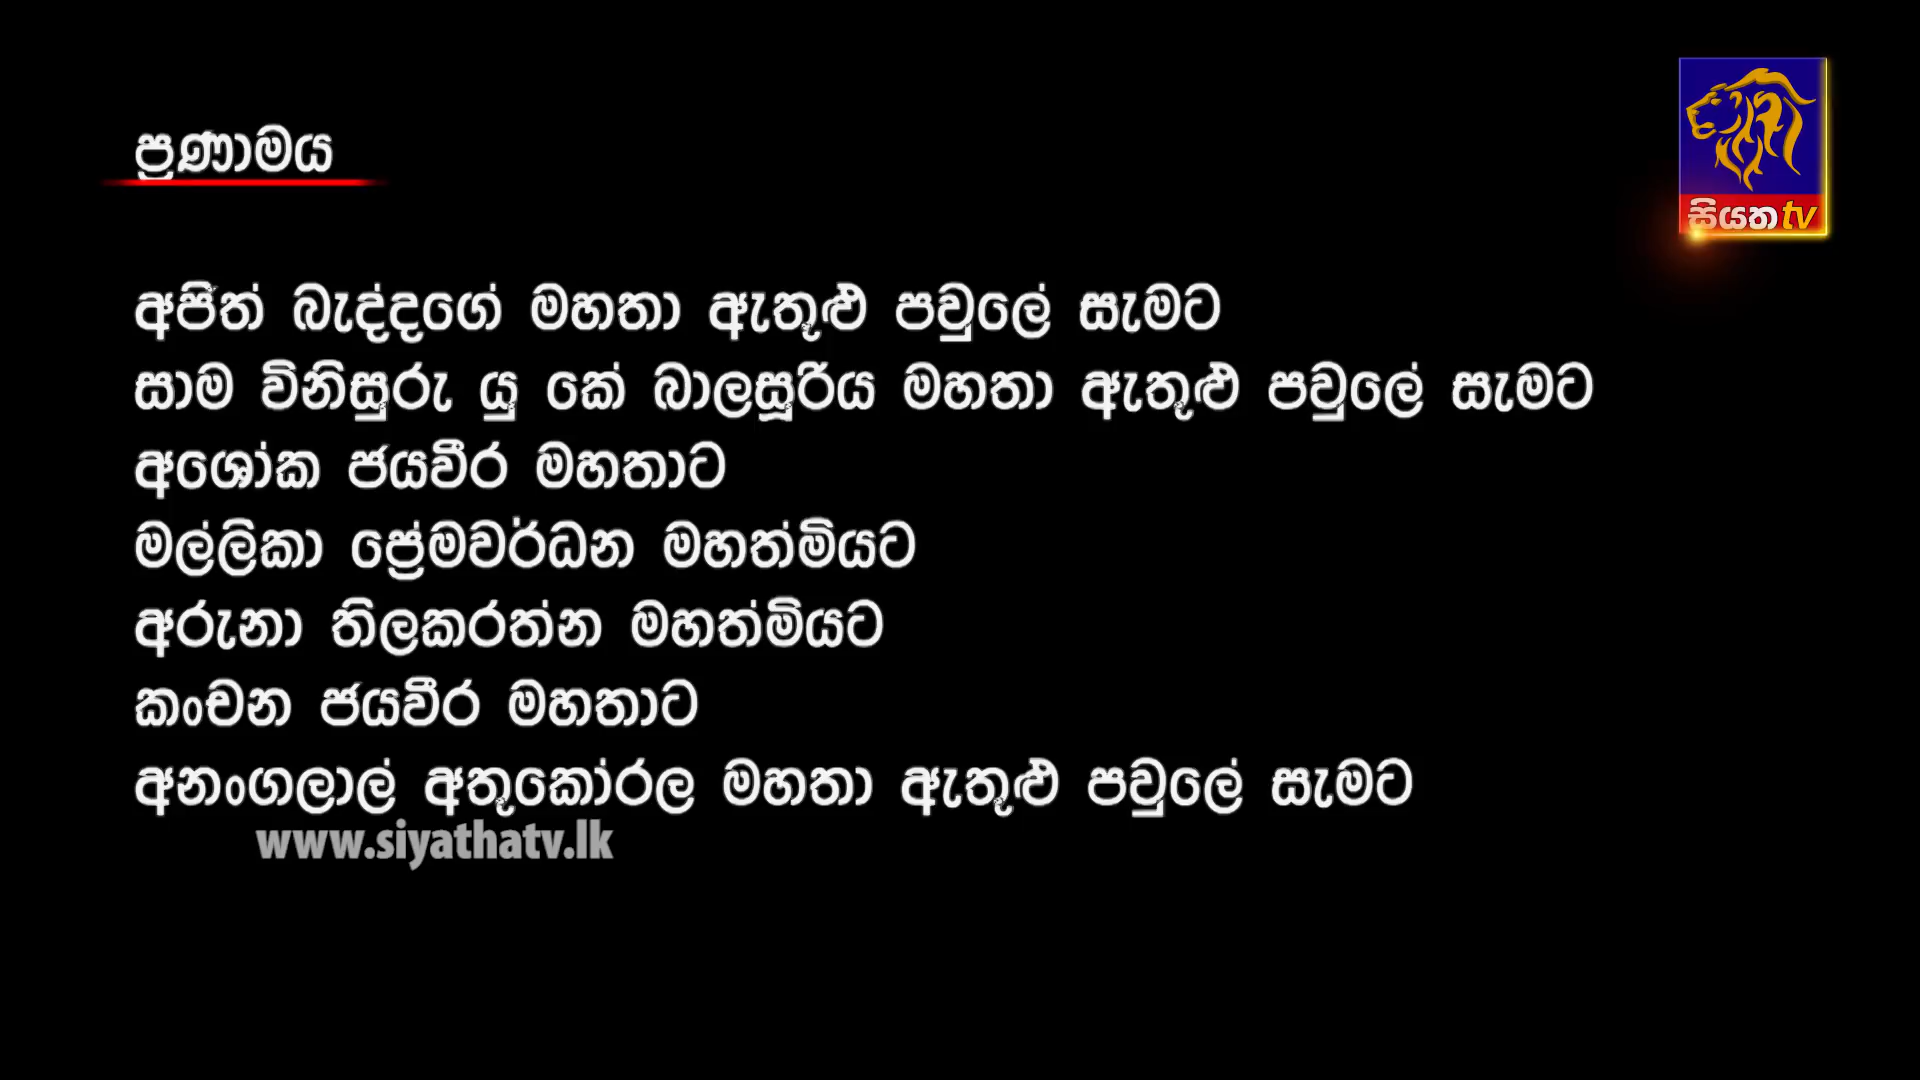 ප්‍රණාමය
සියත tv
අජිත් බැද්දගේ මහතා ඇතුළු පවුලේ සැමට
සාම විනිසුරු යු කේ බාලසූරිය මහතා ඇතුළු පවුලේ සැමට
අශෝක ජයවීර මහතාට
මල්ලිකා ප්‍රේමවර්ධන මහත්මියට
අරුනා තිලකරත්න මහත්මියට
කංචන ජයවීර මහතාට
අනංගලාල් අතුකෝරල මහතා ඇතුළු පවුලේ සැමට
www.siyathatv.lk